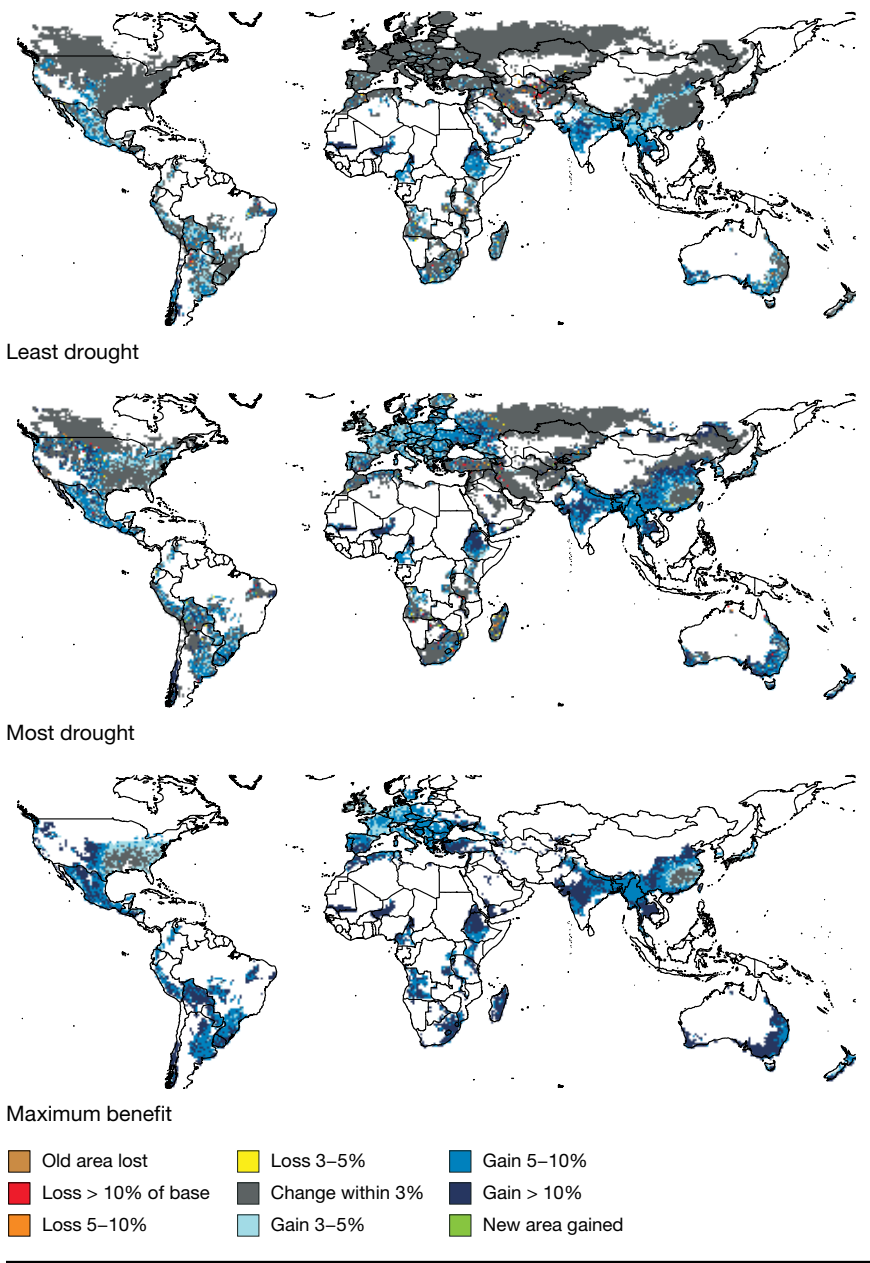 Least drought
Most drought
Maximum benefit
Old area lost
Loss > 10% of base
Loss 5–10%
Loss 3–5%
Change within 3%
Gain 3–5%
Gain 5–10%
Gain > 10%
New area gained